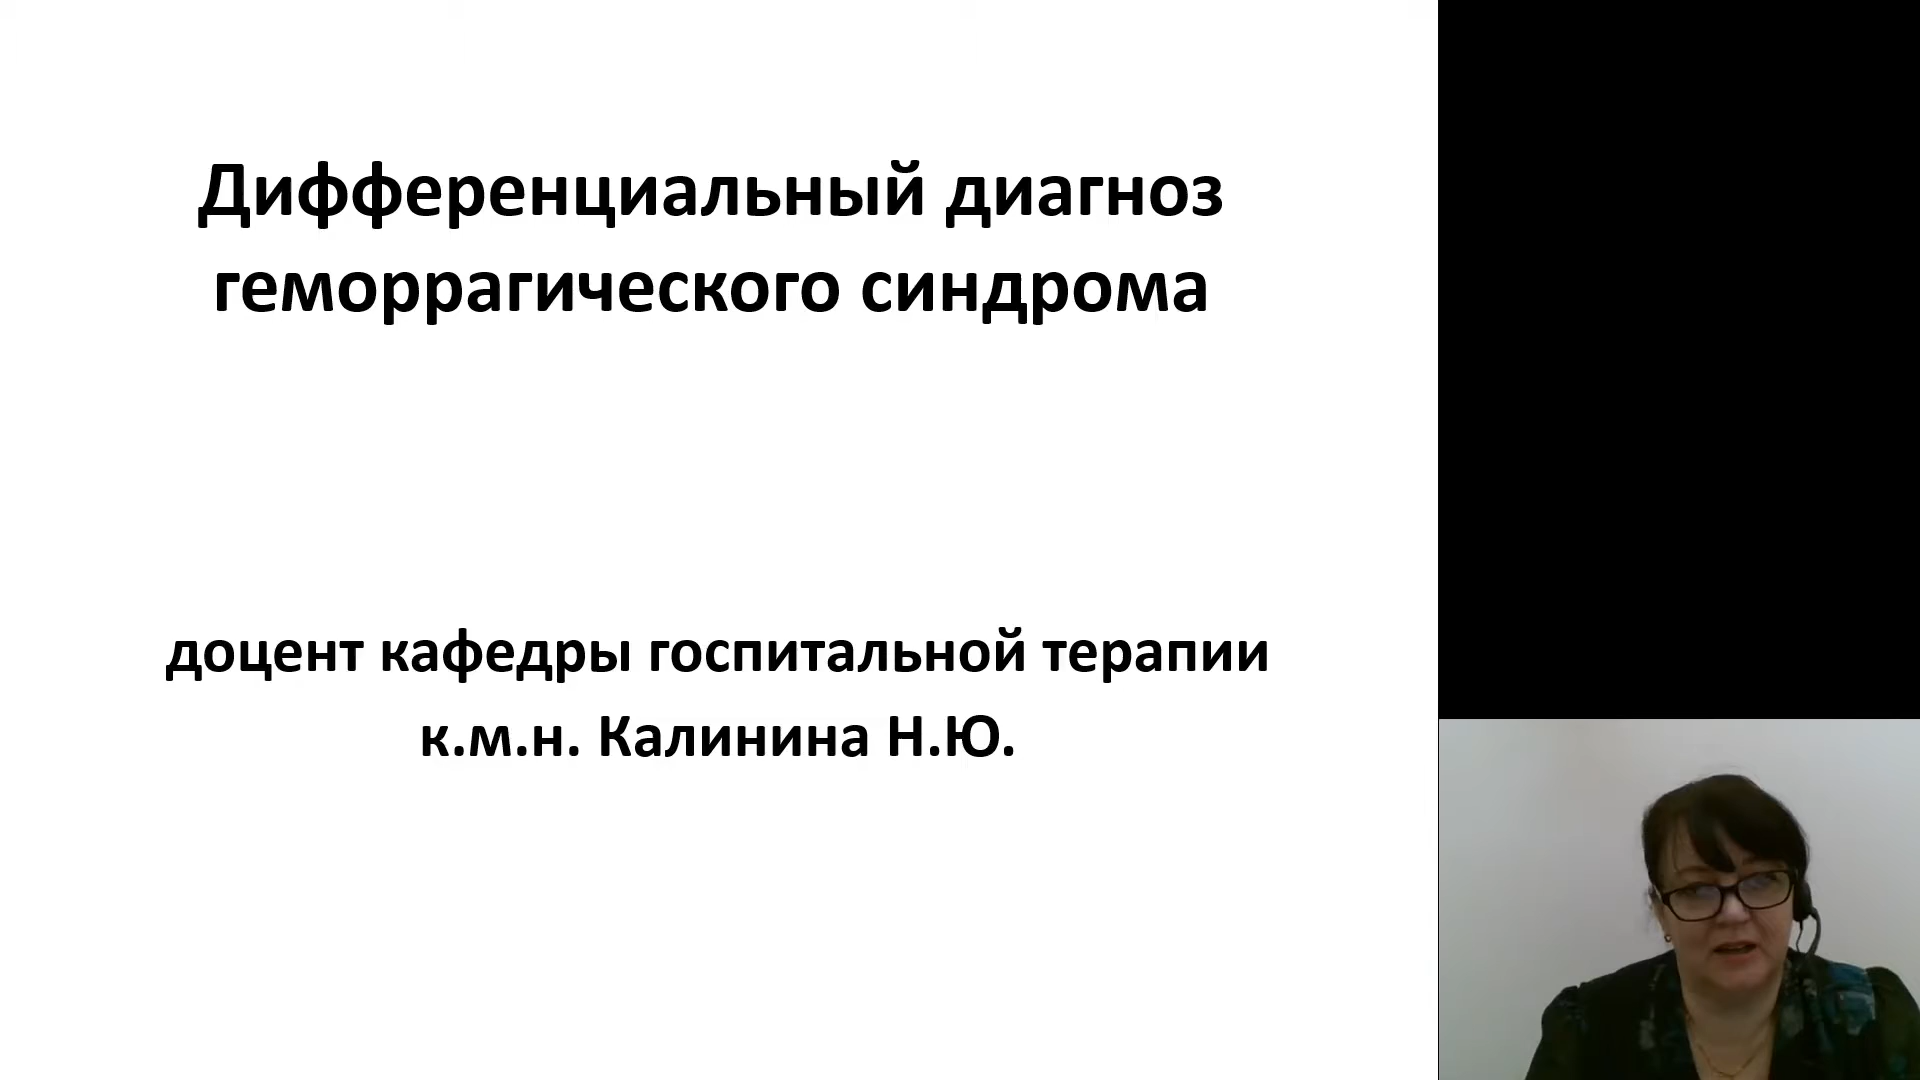 Дифференциальный диагноз
геморрагического синдрома
доцент кафедры госпитальной терапии
к.м.н. Калинина Н.Ю.